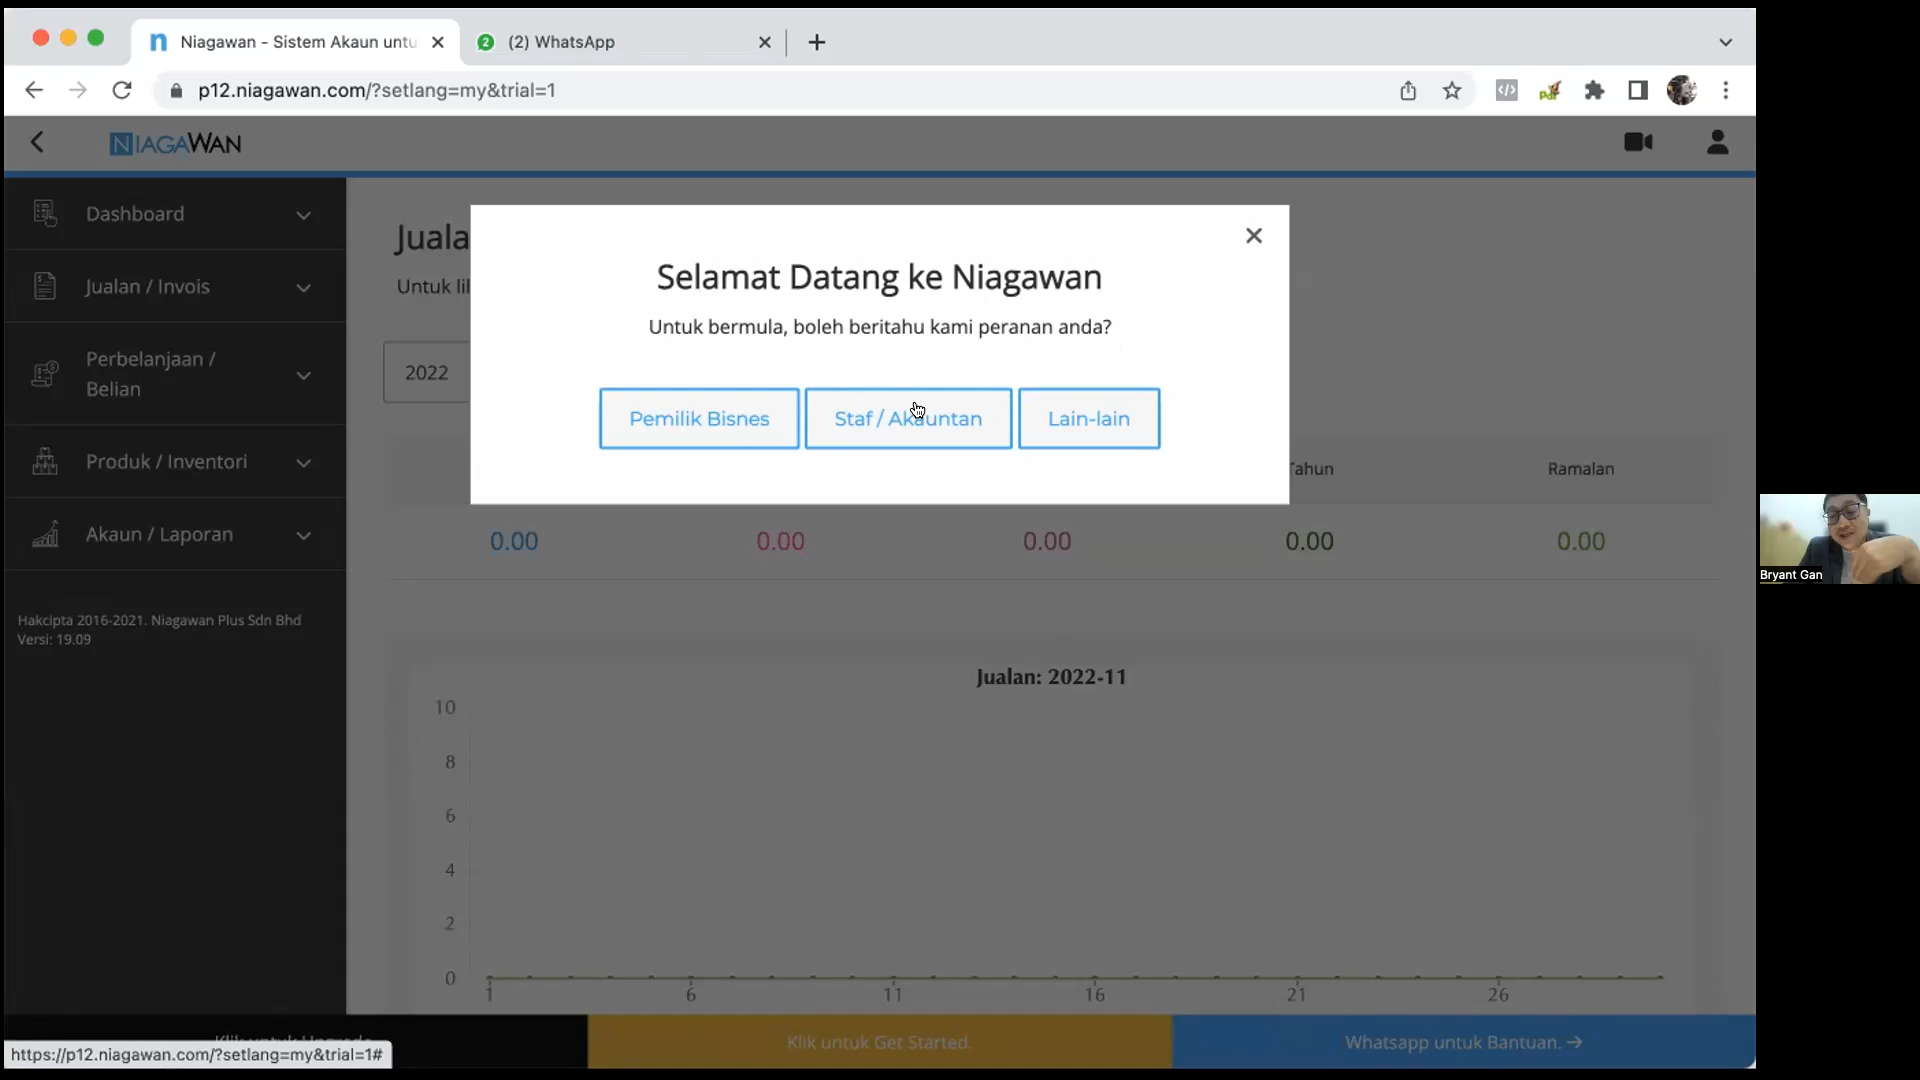 Niagawan - Sistem Akaun untu
(2) WhatsApp
p12.niagawan.com/?setlang=my&trial=1
NIAGAWAN
Dashboard
Jualan / Invois
Perbelanjaan /
Belian
Produk / Inventori
Akaun / Laporan
Hakcipta 2016-2021. Niagawan Plus Sdn Bhd
Versi: 19.09
Juala
Untuk lil
2022
Selamat Datang ke Niagawan
Untuk bermula, boleh beritahu kami peranan anda?
Pemilik Bisnes
Staf / Akauntan
Lain-lain
Tahun
Ramalan
0.00
0.00
0.00
0.00
0.00
Jualan: 2022-11
10
8
6
4
2
0
1
6
11
16
21
26
Klik untuk Upgrade
Klik untuk Get Started.
Whatsapp untuk Bantuan. →
https://p12.niagawan.com/?setlang=my&trial=1#
Bryant Gan